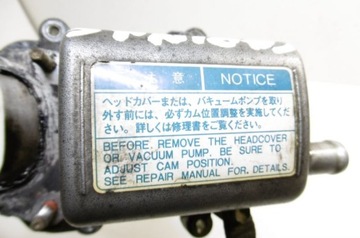 注 意 NOTICE
ヘッドカバーまたは、バキュームポンプを取り
外す前には、必ずカム位置調整を実施してくだ
さい。詳しくは修理書をご覧ください。
BEFORE, REMOVE THE HEADCOVER
OR VACUUM PUMP, BE SURE TO
ADJUST CAM POSITION.
SEE REPAIR MANUAL FOR, DETAILS.